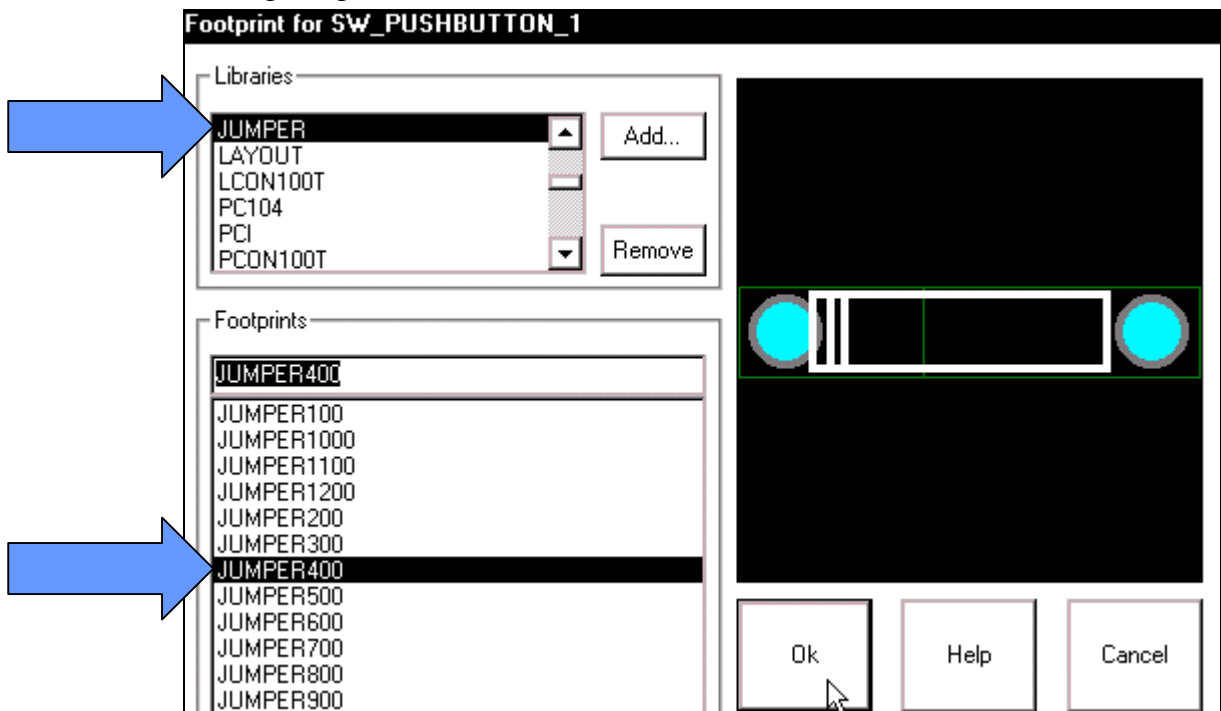 Footprint for SW_PUSHBUTTON_1
Libraries
JUMPER
LAYOUT
LCON100T
PC104
PCI
PCON100T
Add...
Remove
Footprints
JUMPER400
JUMPER100
JUMPER1000
JUMPER1100
JUMPER1200
JUMPER200
JUMPER300
JUMPER400
JUMPER500
JUMPER600
JUMPER700
JUMPER800
JUMPER900
Ok
Help
Cancel